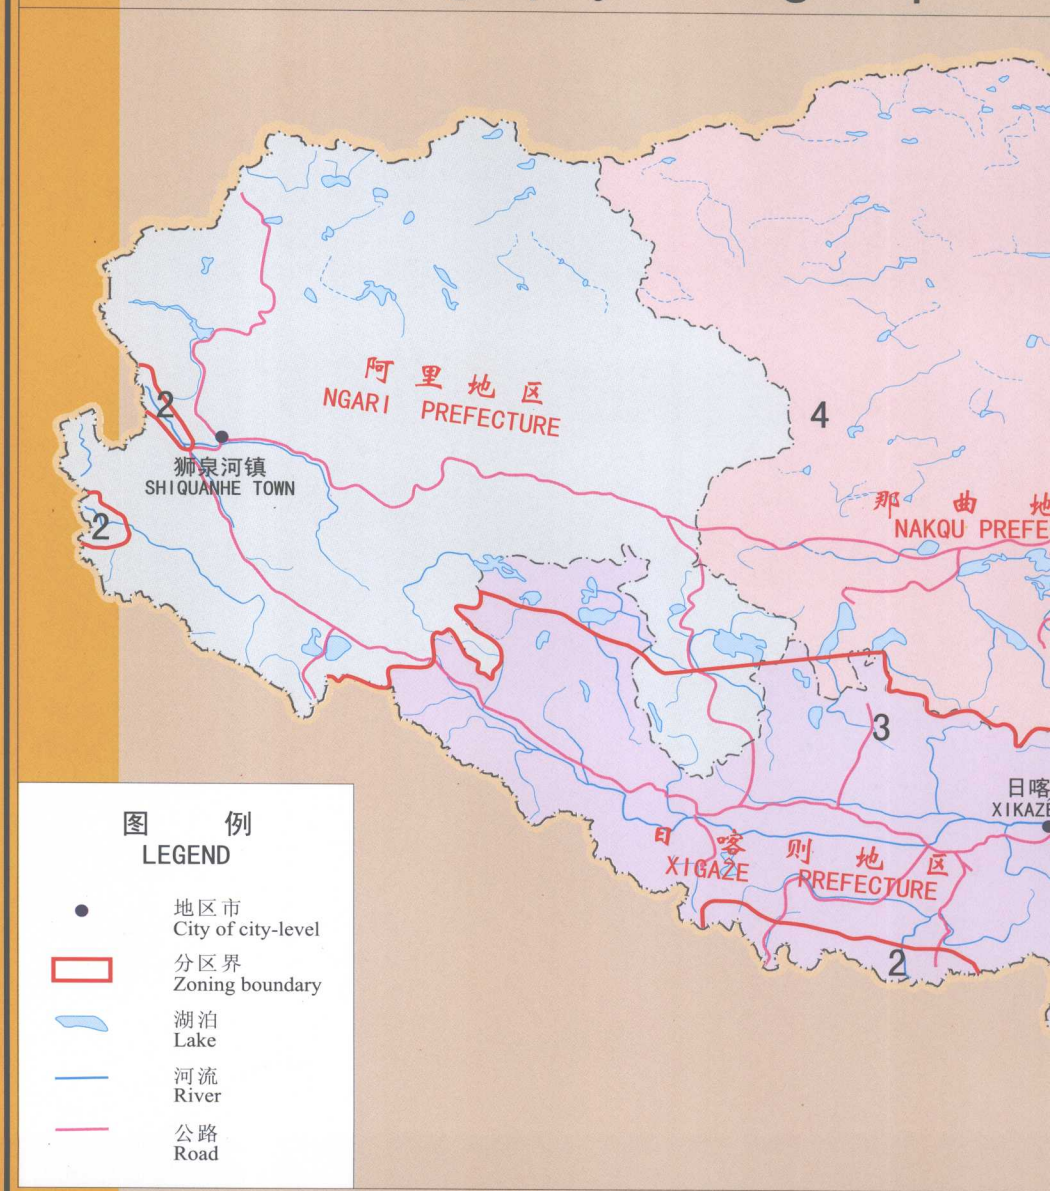 阿里地区
NGARI PREFECTURE
2
4
狮泉河镇
SHIQUANHE TOWN
2
那曲地
NAKQU PREFE
3
日喀
XIKAZE
日喀则地区
XIGAZE PREFECTURE
2
图例
LEGEND
地区市
City of city-level
分区界
Zoning boundary
湖泊
Lake
河流
River
公路
Road